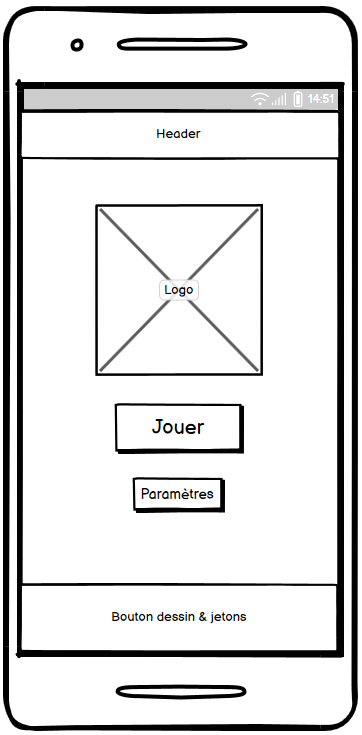 14:51
Header
Logo
Jouer
Paramètres
Bouton dessin & jetons